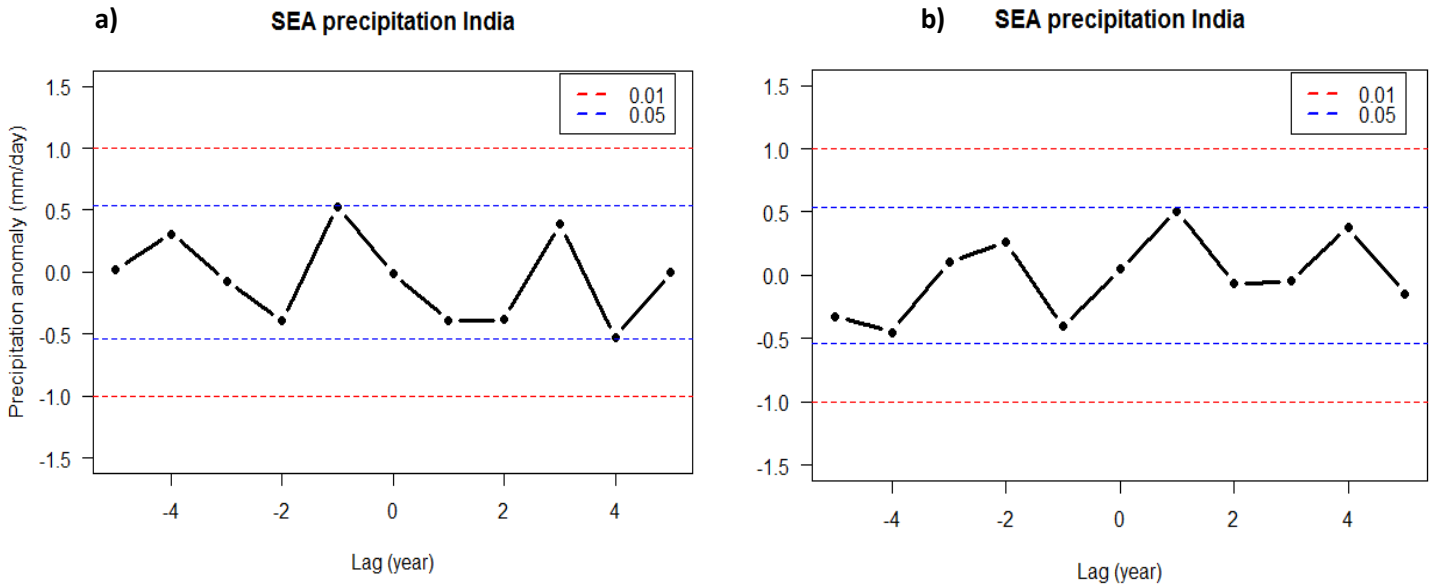 a) SEA precipitation India
0.01
0.05
Precipitation anomaly (mm/day)
1.5
1.0
0.5
0.0
-0.5
-1.0
-1.5
-4 -2 0 2 4
Lag (year)
b) SEA precipitation India
0.01
0.05
1.5
1.0
0.5
0.0
-0.5
-1.0
-1.5
-4 -2 0 2 4
Lag (year)